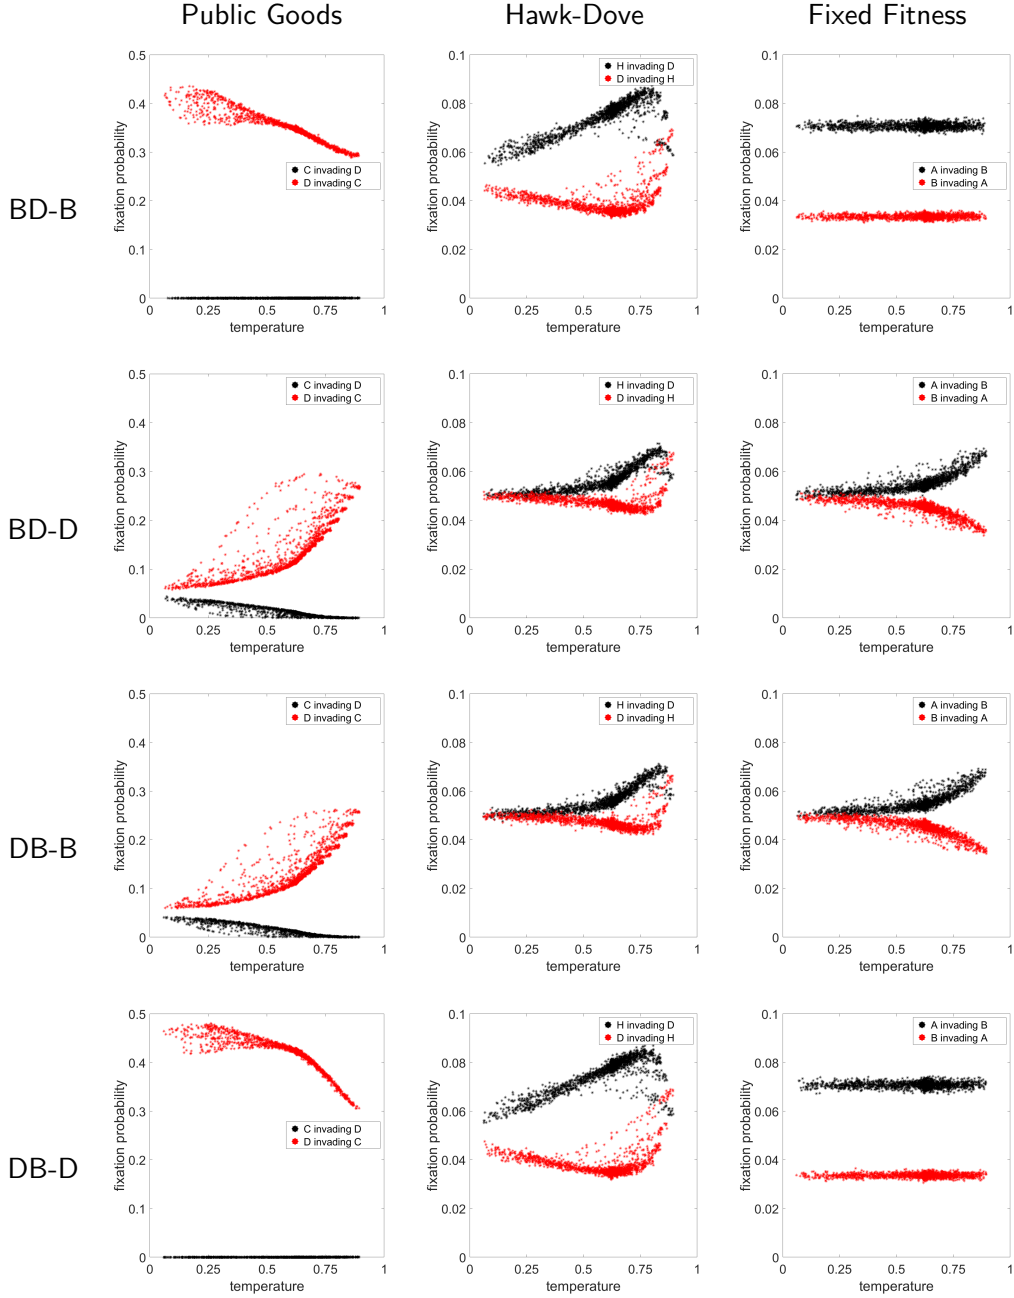 Public Goods
Hawk-Dove
Fixed Fitness
BD-B
fixation probability
0.5
0.4
0.3
0.2
0.1
0
C invading D
D invading C
0
0.25
0.5
0.75
1
temperature
fixation probability
0.1
0.08
0.06
0.04
0.02
0
H invading D
D invading H
0
0.25
0.5
0.75
1
temperature
fixation probability
0.1
0.08
0.06
0.04
0.02
0
A invading B
B invading A
0
0.25
0.5
0.75
1
temperature
BD-D
fixation probability
0.5
0.4
0.3
0.2
0.1
0
C invading D
D invading C
0
0.25
0.5
0.75
1
temperature
fixation probability
0.1
0.08
0.06
0.04
0.02
0
H invading D
D invading H
0
0.25
0.5
0.75
1
temperature
fixation probability
0.1
0.08
0.06
0.04
0.02
0
A invading B
B invading A
0
0.25
0.5
0.75
1
temperature
DB-B
fixation probability
0.5
0.4
0.3
0.2
0.1
0
C invading D
D invading C
0
0.25
0.5
0.75
1
temperature
fixation probability
0.1
0.08
0.06
0.04
0.02
0
H invading D
D invading H
0
0.25
0.5
0.75
1
temperature
fixation probability
0.1
0.08
0.06
0.04
0.02
0
A invading B
B invading A
0
0.25
0.5
0.75
1
temperature
DB-D
fixation probability
0.5
0.4
0.3
0.2
0.1
0
C invading D
D invading C
0
0.25
0.5
0.75
1
temperature
fixation probability
0.1
0.08
0.06
0.04
0.02
0
H invading D
D invading H
0
0.25
0.5
0.75
1
temperature
fixation probability
0.1
0.08
0.06
0.04
0.02
0
A invading B
B invading A
0
0.25
0.5
0.75
1
temperature